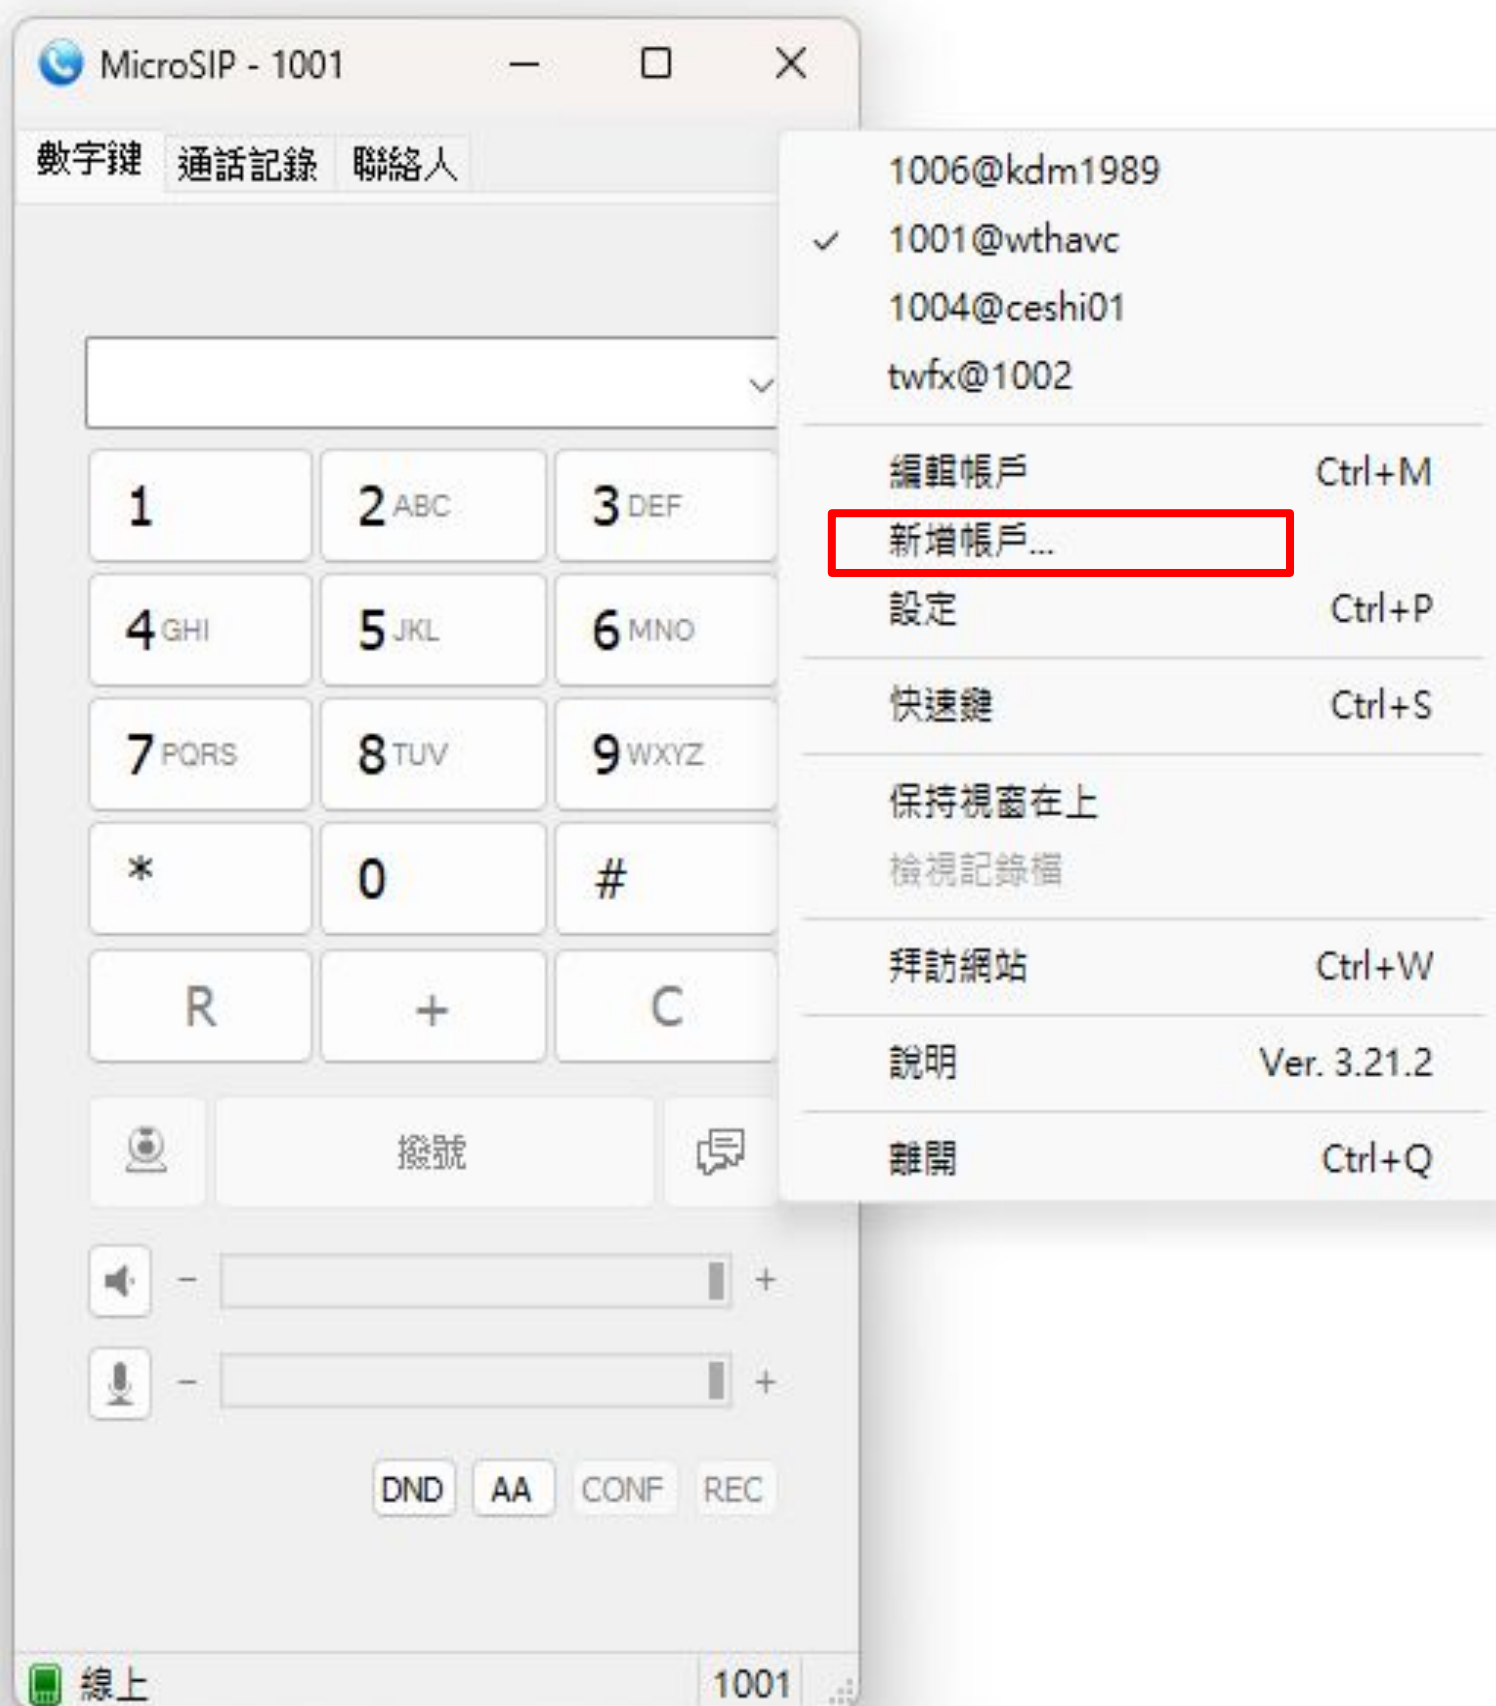 MicroSIP - 1001
數字鍵 通話記錄 聯絡人
1006@kdm1989
1001@wthavc
1004@ceshi01
twfx@1002
編輯帳戶 Ctrl+M
新增帳戶...
設定 Ctrl+P
快速鍵 Ctrl+S
保持視窗在上
檢視記錄檔
拜訪網站 Ctrl+W
說明 Ver. 3.21.2
離開 Ctrl+Q
1 2 ABC 3 DEF
4 GHI 5 JKL 6 MNO
7 PQRS 8 TUV 9 WXYZ
* 0 #
R + C
撥號
- +
- +
DND AA CONF REC
線上 1001